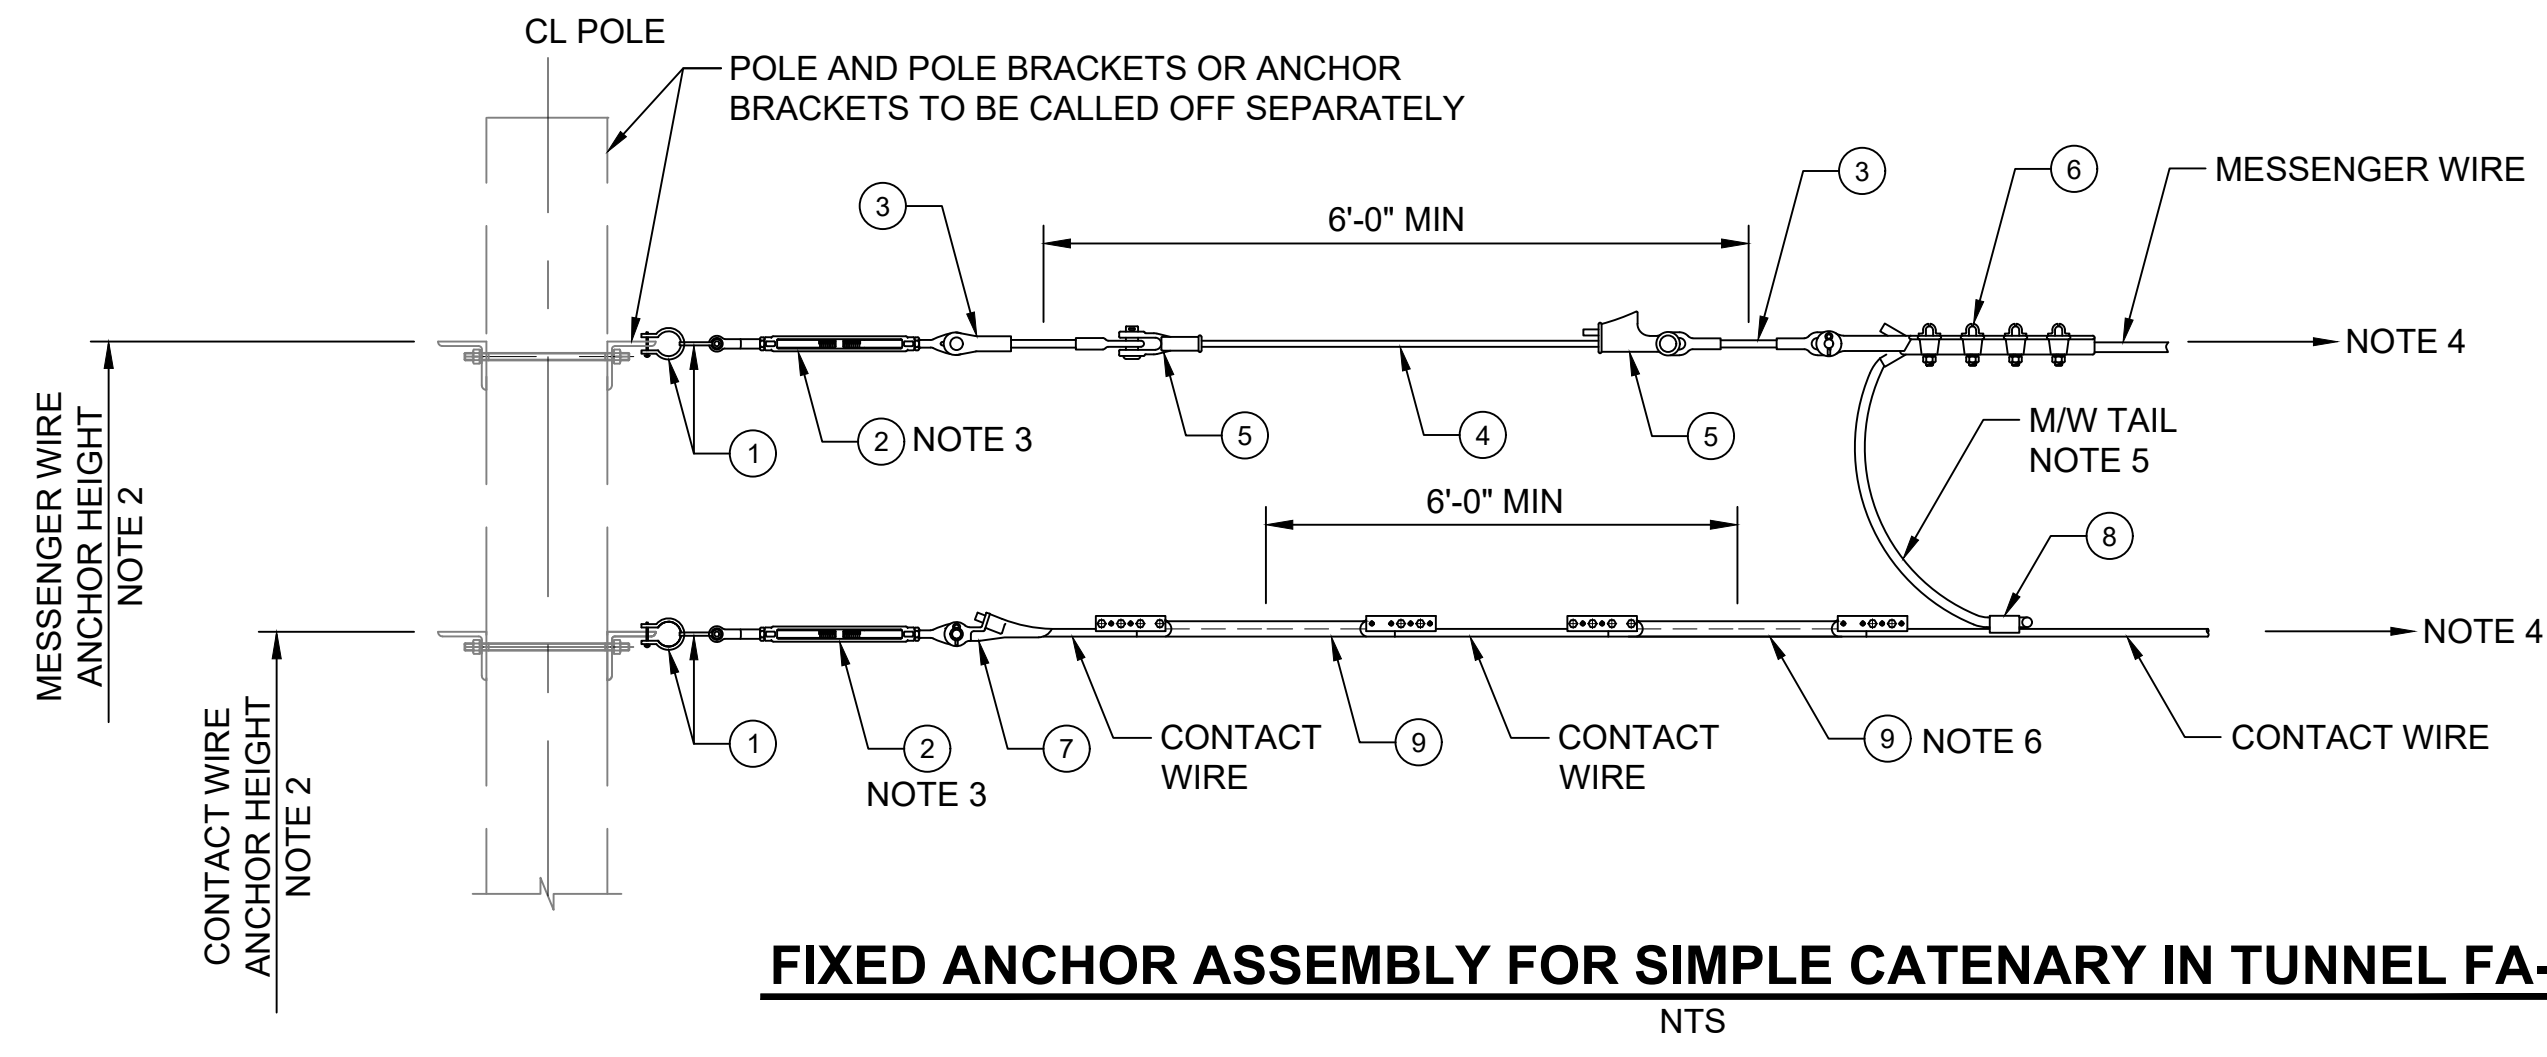 CL POLE
POLE AND POLE BRACKETS OR ANCHOR
BRACKETS TO BE CALLED OFF SEPARATELY
3
6'-0" MIN
3
6
MESSENGER WIRE
NOTE 4
MESSENGER WIRE
ANCHOR HEIGHT
NOTE 2
1
2 NOTE 3
5
4
5
M/W TAIL
NOTE 5
6'-0" MIN
8
NOTE 4
CONTACT WIRE
ANCHOR HEIGHT
NOTE 2
1
2
NOTE 3
7
CONTACT
WIRE
9
CONTACT
WIRE
9 NOTE 6
CONTACT WIRE
FIXED ANCHOR ASSEMBLY FOR SIMPLE CATENARY IN TUNNEL FA-
NTS